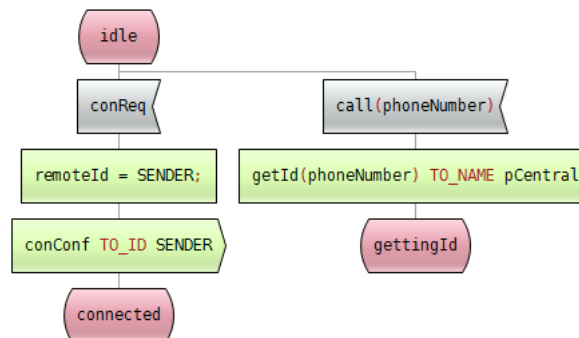 idle
conReq
call(phoneNumber)
remoteId = SENDER;
getId(phoneNumber) TO_NAME pCentral
conConf TO_ID SENDER
gettingId
connected